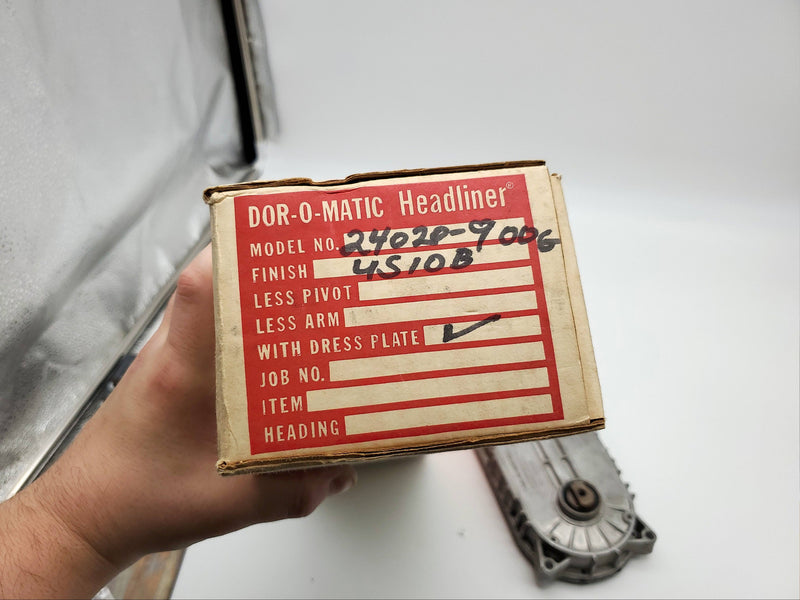 DOR-O-MATIC Headliner®
MODEL NO. 24020-900G
FINISH 4S10B
LESS PIVOT
LESS ARM
WITH DRESS PLATE ✓
JOB NO.
ITEM
HEADING